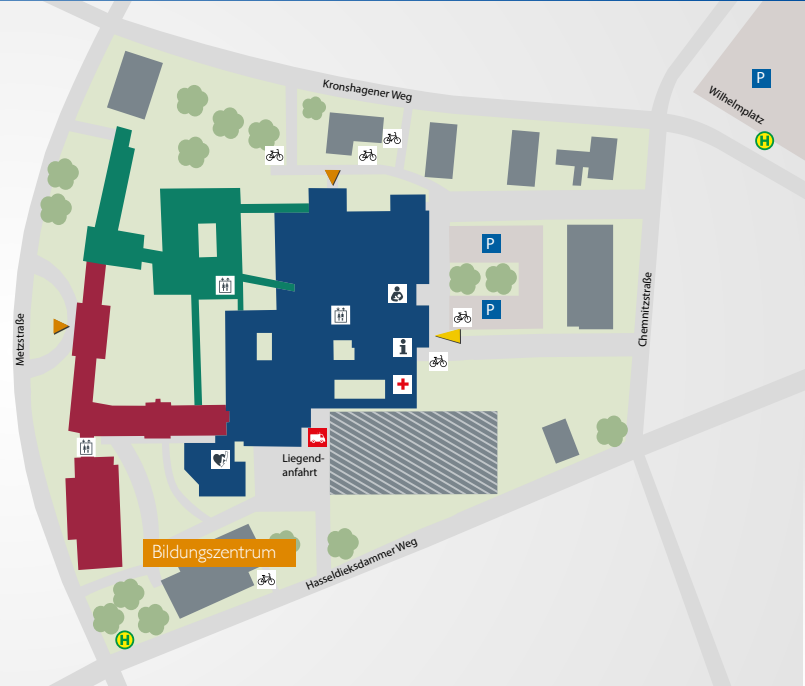 Kronshagener Weg
P
Wilhelmplatz
H
P
P
Metzstraße
Chemnitzstraße
i
Liegend-
anfahrt
Bildungszentrum
Hasseldieksdammer Weg
H